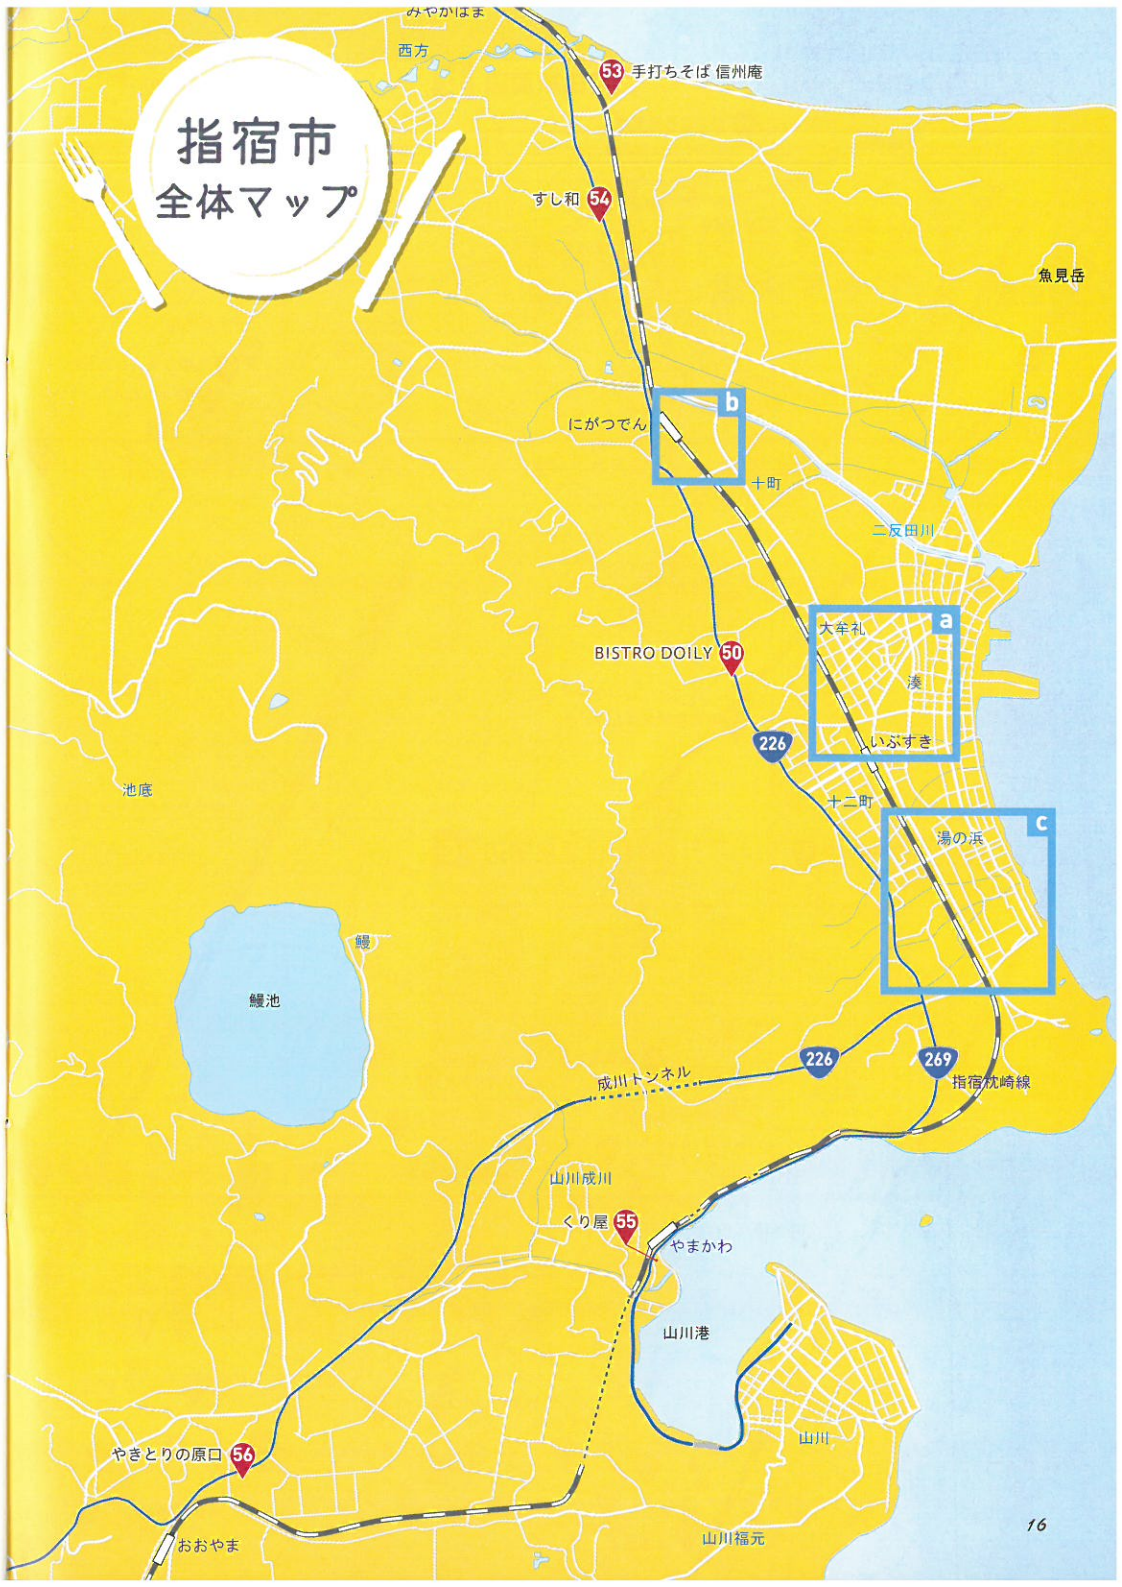 みやがはま
西方
53 手打ちそば 信州庵
指宿市
全体マップ
すし和 54
魚見岳
b
にがつでん
十町
二反田川
a
大牟礼
BISTRO DOILY 50
湊
226
いぶすき
池底
十二町
c
湯の浜
鰻
鰻池
226
269
成川トンネル
指宿枕崎線
山川成川
くり屋 55
やまかわ
山川港
山川
やきとりの原口 56
16
山川福元
おおやま